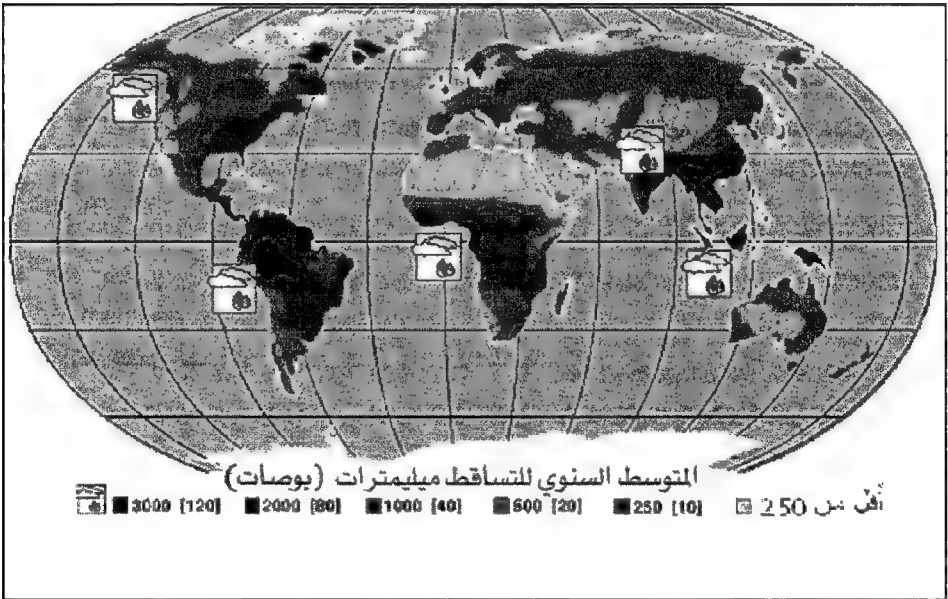 المتوسط السنوي للتساقط ميليمترات (بوصات)
3000 [120] 2000 [80] 1000 [40] 500 [20] 250 [10] أقل من 250